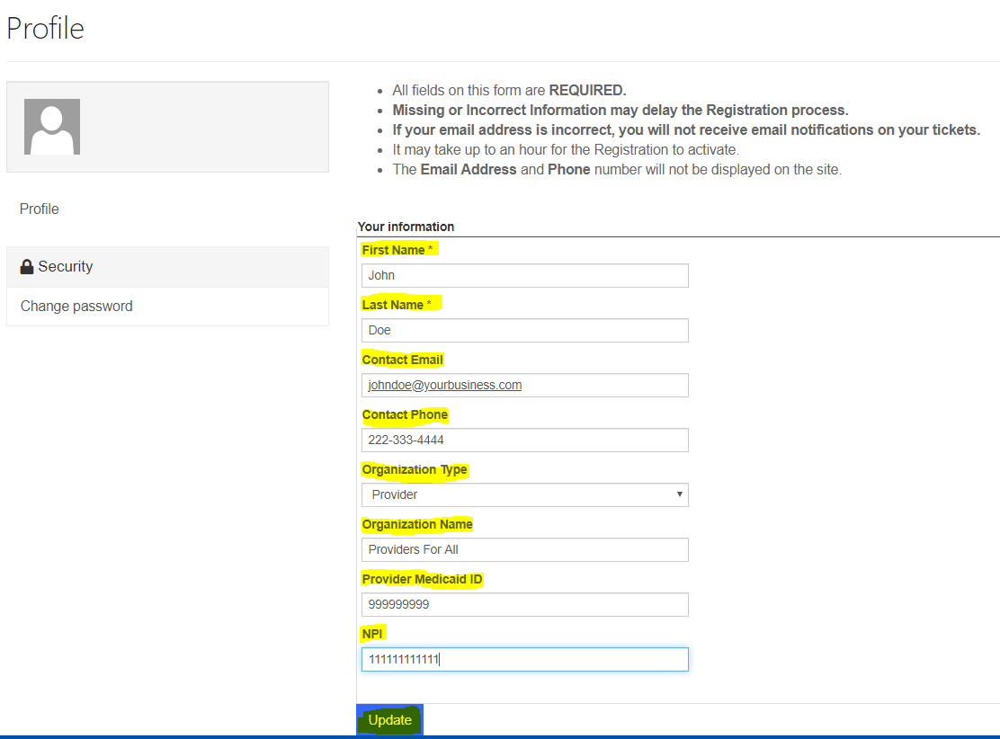 Profile
All fields on this form are REQUIRED.
Missing or Incorrect Information may delay the Registration process.
If your email address is incorrect, you will not receive email notifications on your tickets.
It may take up to an hour for the Registration to activate.
The Email Address and Phone number will not be displayed on the site.
Profile
Security
Change password
Your information
First Name *
John
Last Name *
Doe
Contact Email
johndoe@yourbusiness.com
Contact Phone
222-333-4444
Organization Type
Provider
Organization Name
Providers For All
Provider Medicaid ID
999999999
NPI
111111111111
Update